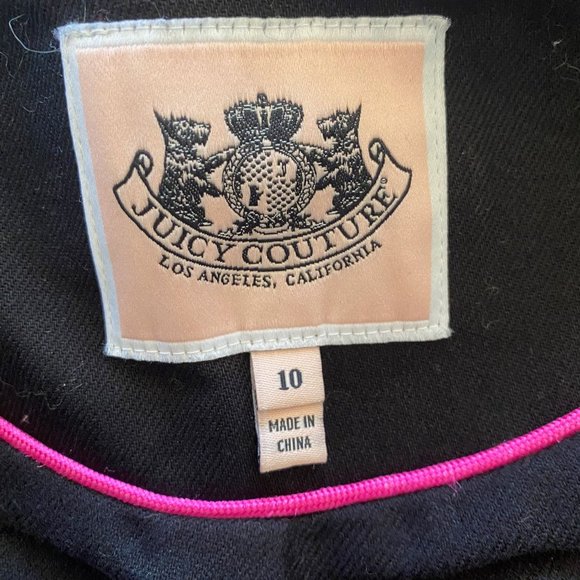 JUICY COUTURE®
LOS ANGELES, CALIFORNIA
10
MADE IN
CHINA